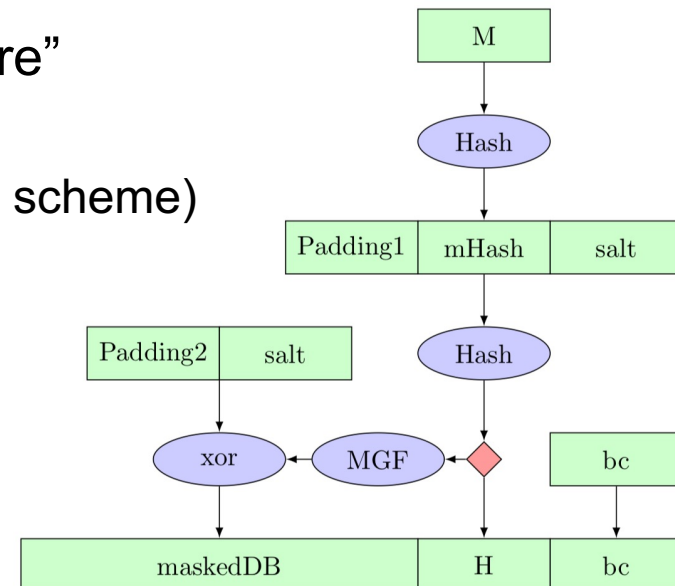 re”
scheme)
M
Hash
Padding1 mHash salt
Padding2 salt
Hash
xor
MGF
bc
maskedDB H bc